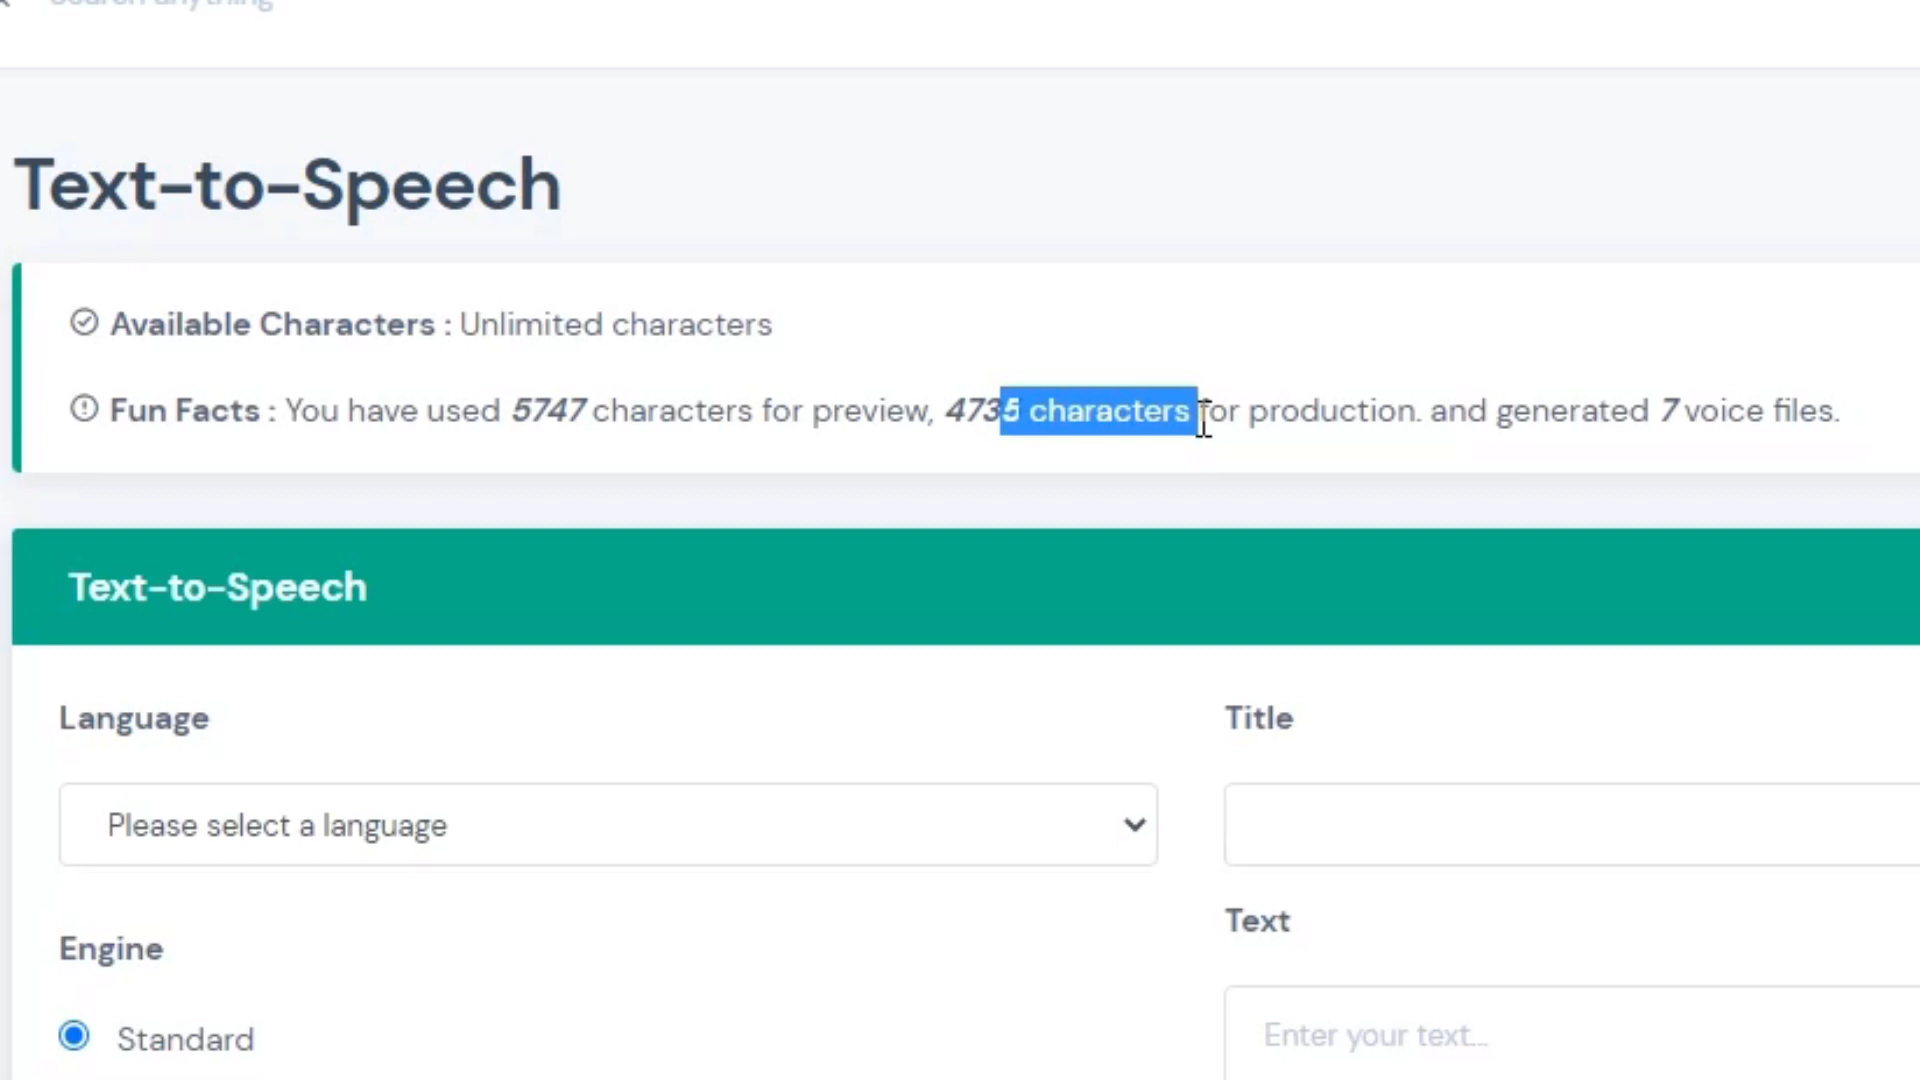 Search anything
Text-to-Speech
Available Characters : Unlimited characters
Fun Facts : You have used 5747 characters for preview, 4735 characters for production. and generated 7 voice files.
Text-to-Speech
Language
Title
Please select a language
Text
Engine
Enter your text...
Standard